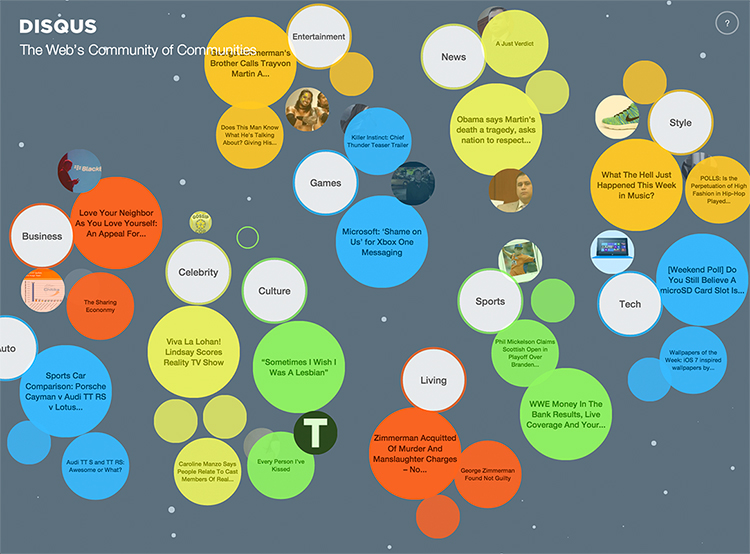 DISQUS
The Web's Community of Communities
?
Entertainment
Zimmerman's
Brother Calls Trayvon
Martin A...
Does This Man Know
What He's Talking
About? Giving His...
News
A Just Verdict
Obama says Martin's
death a tragedy, asks
nation to respect...
Killer Instinct: Chief
Thunder Teaser Trailer
Games
Microsoft: 'Shame on
Us' for Xbox One
Messaging
Style
What The Hell Just
Happened This Week
in Music?
POLLS: Is the
Perpetuation of High
Fashion in Hip-Hop
Played...
Business
Love Your Neighbor
As You Love Yourself:
An Appeal For...
The Sharing
Econonmy
GOSSIP
Celebrity
Viva La Lohan!
Lindsay Scores
Reality TV Show
Caroline Manzo Says
People Relate To Cast
Members Of Real...
Culture
“Sometimes I Wish I
Was A Lesbian”
T
Every Person I've
Kissed
Sports
Phil Mickelson Claims
Scottish Open in
Playoff Over
Branden...
WWE Money In The
Bank Results, Live
Coverage And Your...
Tech
[Weekend Poll] Do
You Still Believe A
microSD Card Slot Is...
Wallpapers of the
Week: iOS 7 inspired
wallpapers by...
Auto
Sports Car
Comparison: Porsche
Cayman v Audi TT RS
v Lotus...
Audi TT S and TT RS:
Awesome or What?
Living
Zimmerman Acquitted
Of Murder And
Manslaughter Charges
– No...
George Zimmerman
Found Not Guilty